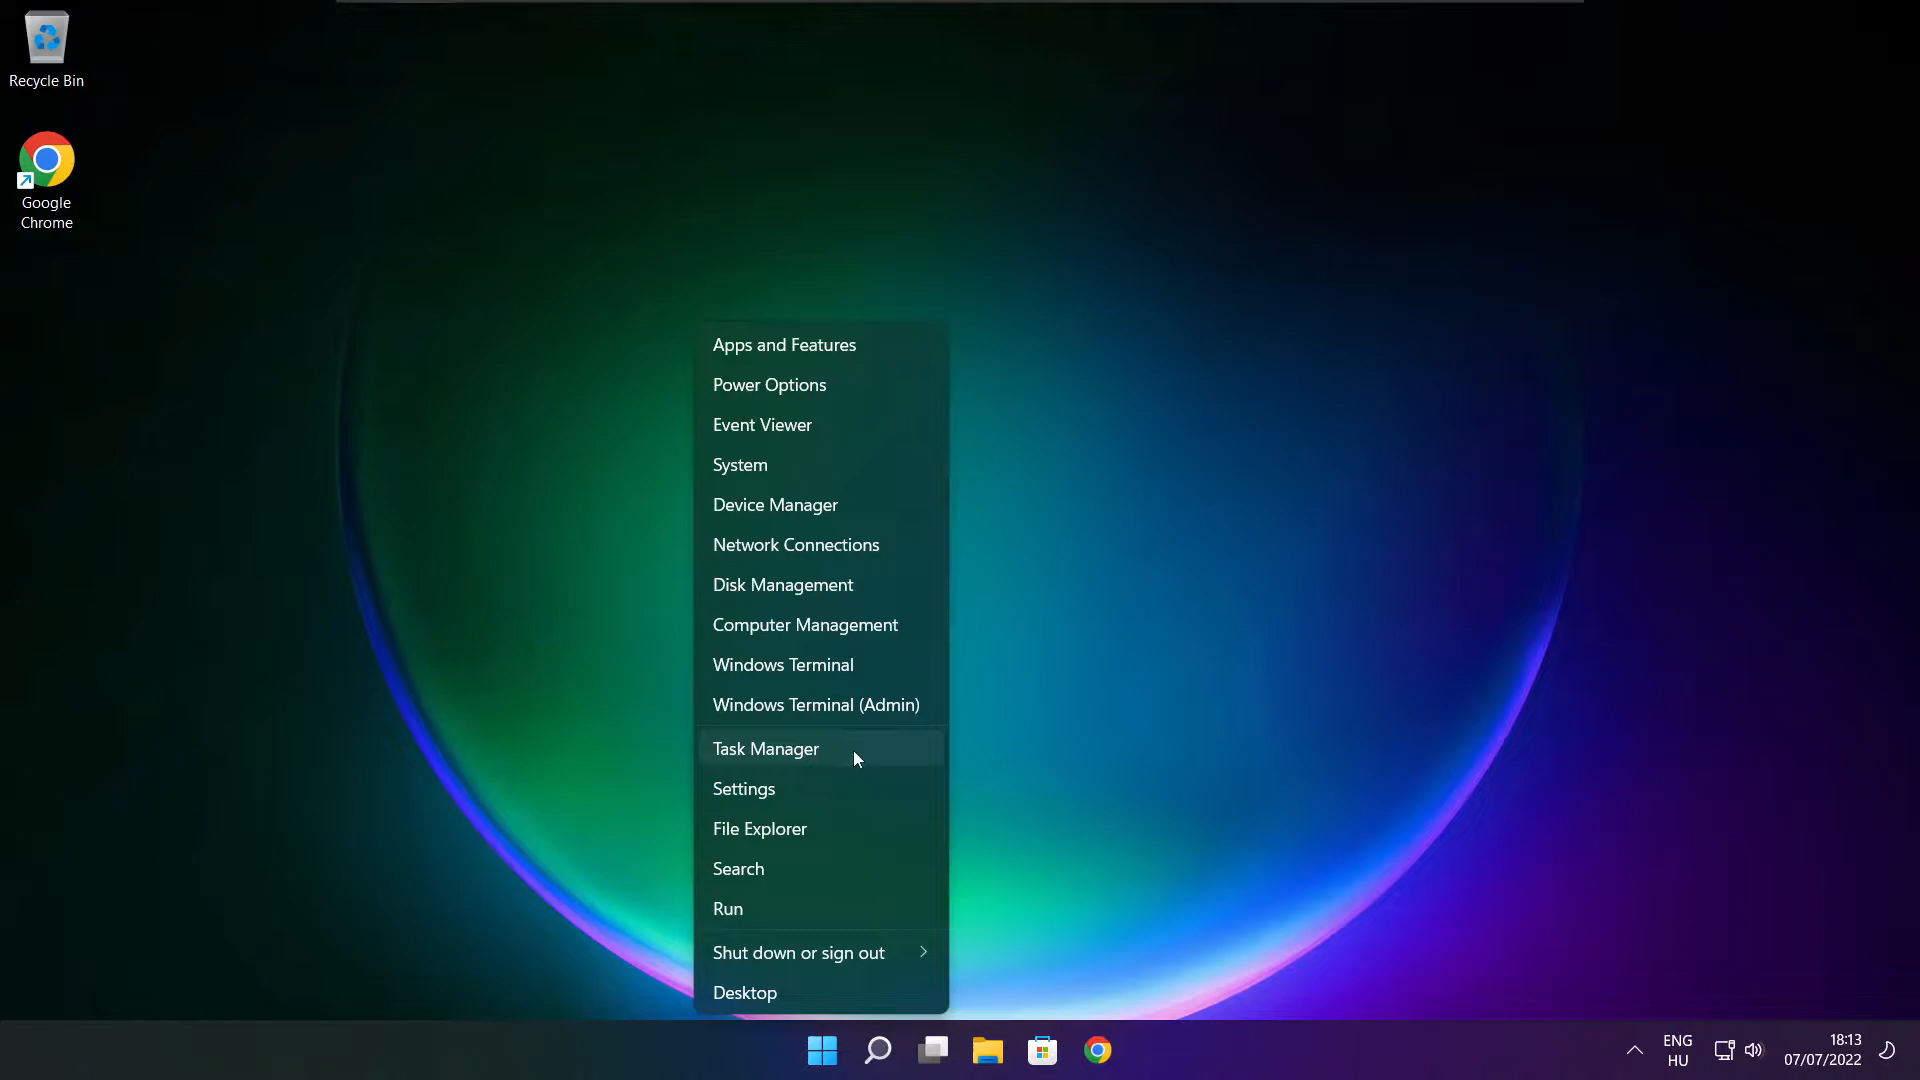 Recycle Bin
Google
Chrome
Apps and Features
Power Options
Event Viewer
System
Device Manager
Network Connections
Disk Management
Computer Management
Windows Terminal
Windows Terminal (Admin)
Task Manager
Settings
File Explorer
Search
Run
Shut down or sign out
Desktop
ENG
HU
18:13
07/07/2022